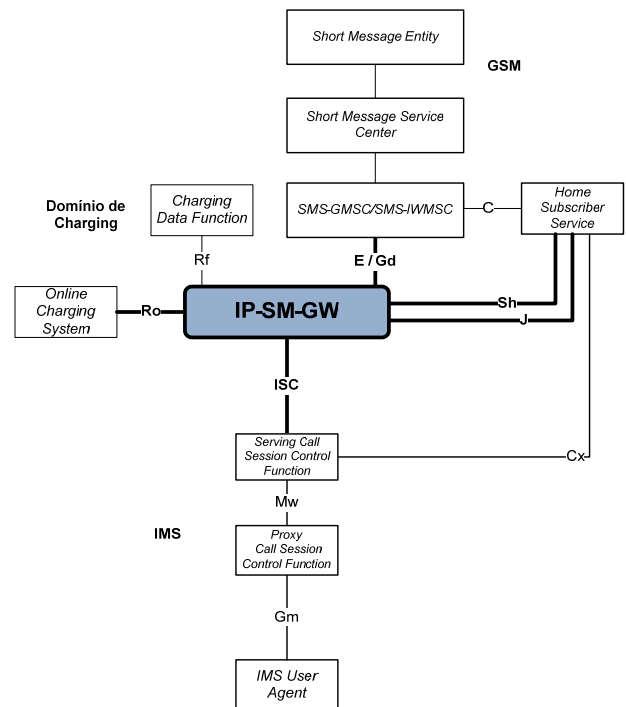 Short Message Entity
GSM
Short Message Service
Center
Domínio de
Charging
Charging
Data Function
SMS-GMSC/SMS-IWMSC
C
Home
Subscriber
Service
Rf
E / Gd
Online
Charging
System
Ro
IP-SM-GW
Sh
J
ISC
Serving Call
Session Control
Function
Cx
Mw
IMS
Proxy
Call Session
Control Function
Gm
IMS User
Agent